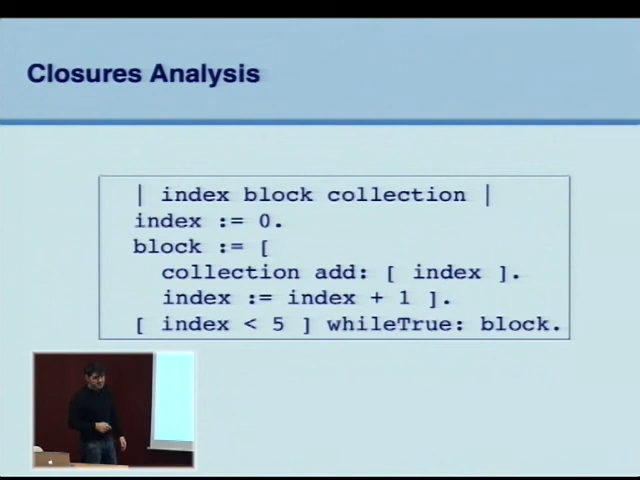 Closures Analysis
| index block collection |
index := 0.
block := [
collection add: [ index ].
index := index + 1 ].
[ index < 5 ] whileTrue: block.